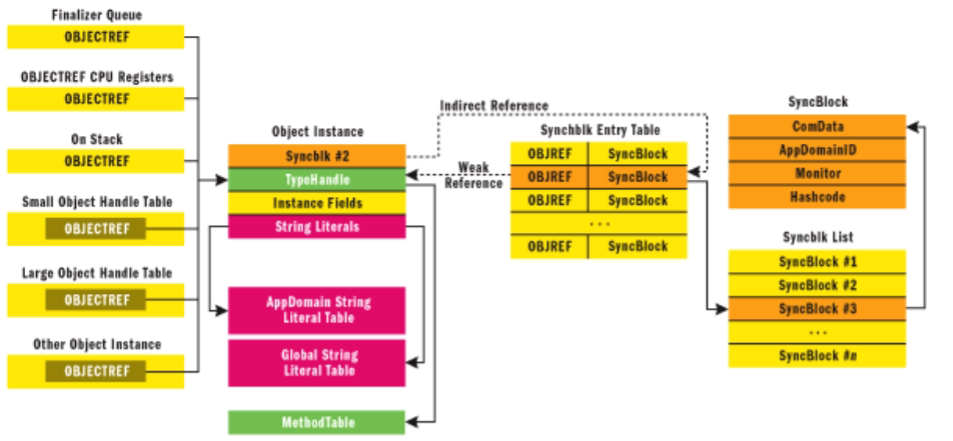 Finalizer Queue
OBJECTREF
OBJECTREF CPU Registers
OBJECTREF
On Stack
OBJECTREF
Small Object Handle Table
OBJECTREF
Large Object Handle Table
OBJECTREF
Other Object Instance
OBJECTREF
Object Instance
Syncblk #2
TypeHandle
Instance Fields
String Literals
AppDomain String
Literal Table
Global String
Literal Table
MethodTable
Indirect Reference
Weak
Reference
Synchblk Entry Table
OBJREF SyncBlock
OBJREF SyncBlock
OBJREF SyncBlock
...
OBJREF SyncBlock
SyncBlock
ComData
AppDomainID
Monitor
Hashcode
Syncblk List
SyncBlock #1
SyncBlock #2
SyncBlock #3
...
SyncBlock #n